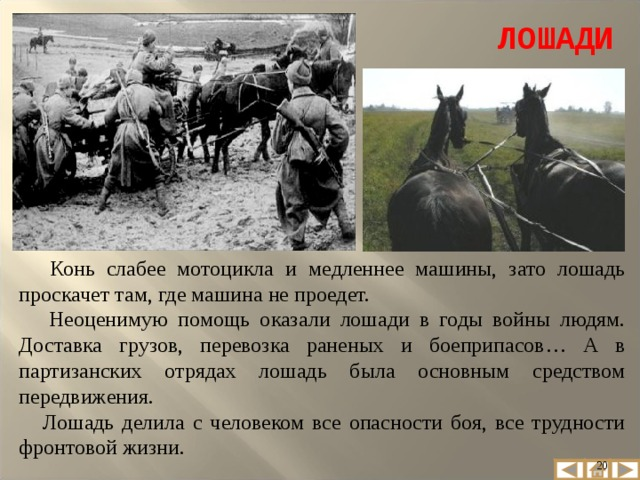 ЛОШАДИ
Конь слабее мотоцикла и медленнее машины, зато лошадь
проскачет там, где машина не проедет.
Неоценимую помощь оказали лошади в годы войны людям.
Доставка грузов, перевозка раненых и боеприпасов… А в
партизанских отрядах лошадь была основным средством
передвижения.
Лошадь делила с человеком все опасности боя, все трудности
фронтовой жизни.
20